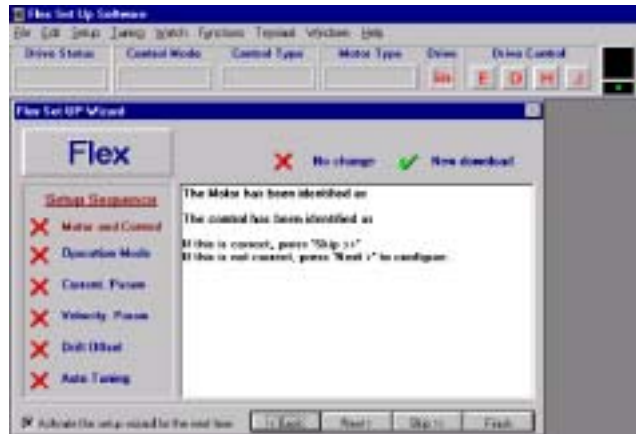 Flex Set Up Software
File Edit Setup Tuning Watch Functions Terminal Window Help
Drive Status Control Mode Control Type Motor Type Drive Drive Control
E D H J
Flex Set UP Wizard
Flex
No change New download
Setup Sequence
Motor and Control
Operation Mode
Current. Param
Velocity. Param
Drift Offset
Auto Tuning
The Motor has been identified as
The control has been identified as
If this is correct, press "Skip >>"
If this is not correct, press "Next >" to configure
Activate the setup wizard for the next time
< Back Next > Skip >> Finish